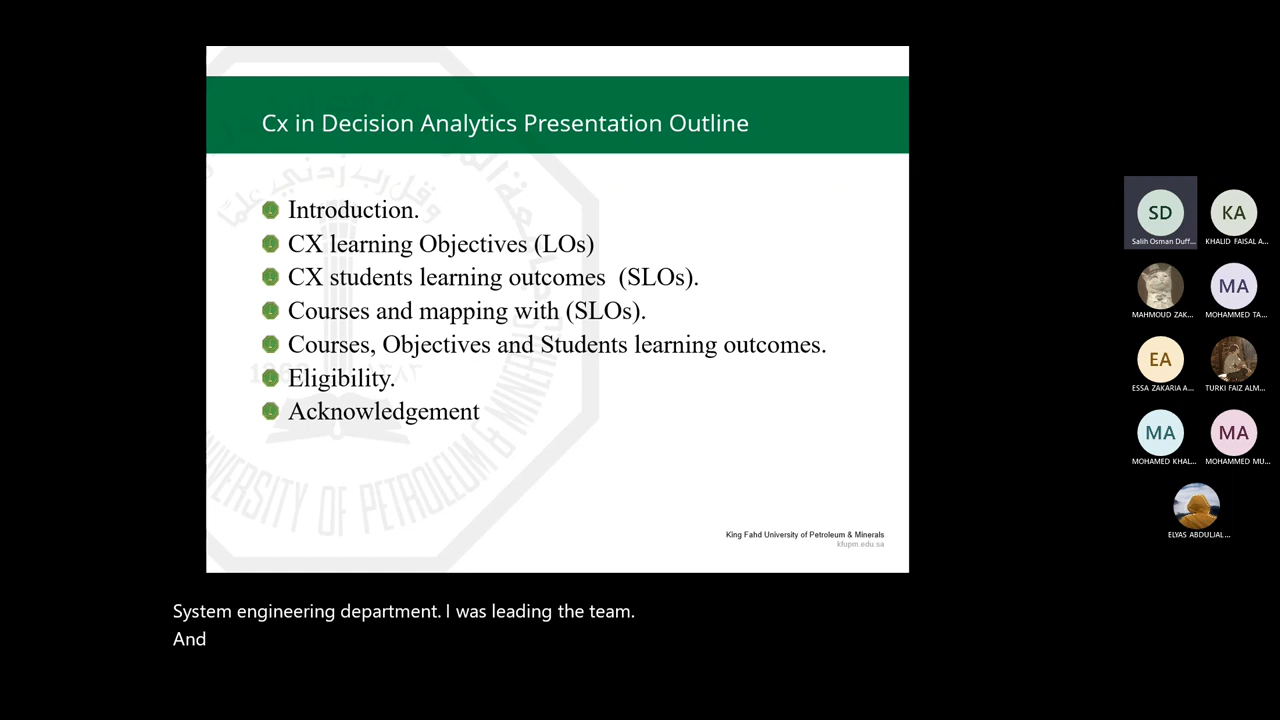 Cx in Decision Analytics Presentation Outline
Introduction.
CX learning Objectives (LOs)
CX students learning outcomes (SLOs).
Courses and mapping with (SLOs).
Courses, Objectives and Students learning outcomes.
Eligibility.
Acknowledgement
وقل رب زدني علمًا
UNIVERSITY OF PETROLEUM & MINERALS
King Fahd University of Petroleum & Minerals
kfupm.edu.sa
System engineering department. I was leading the team.
And
SD
Salih Osman Duff...
KA
KHALID FAISAL A...
MAHMOUD ZAK...
MA
MOHAMMED TA...
EA
ESSA ZAKARIA A...
TURKI FAIZ ALM...
MA
MOHAMED KHAL...
MA
MOHAMMED MU...
ELYAS ABDULJAL...